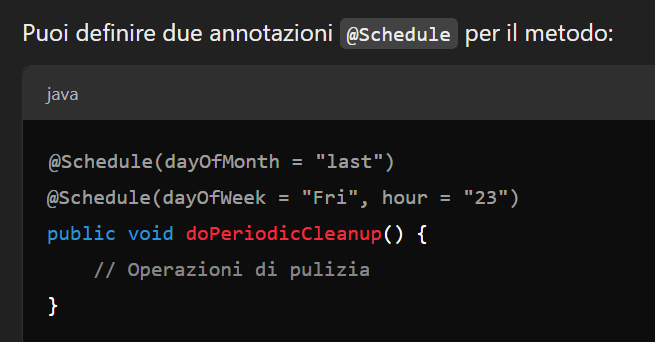 Puoi definire due annotazioni @Schedule per il metodo:
java
@Schedule(dayOfMonth = "last")
@Schedule(dayOfWeek = "Fri", hour = "23")
public void doPeriodicCleanup() {
    // Operazioni di pulizia
}